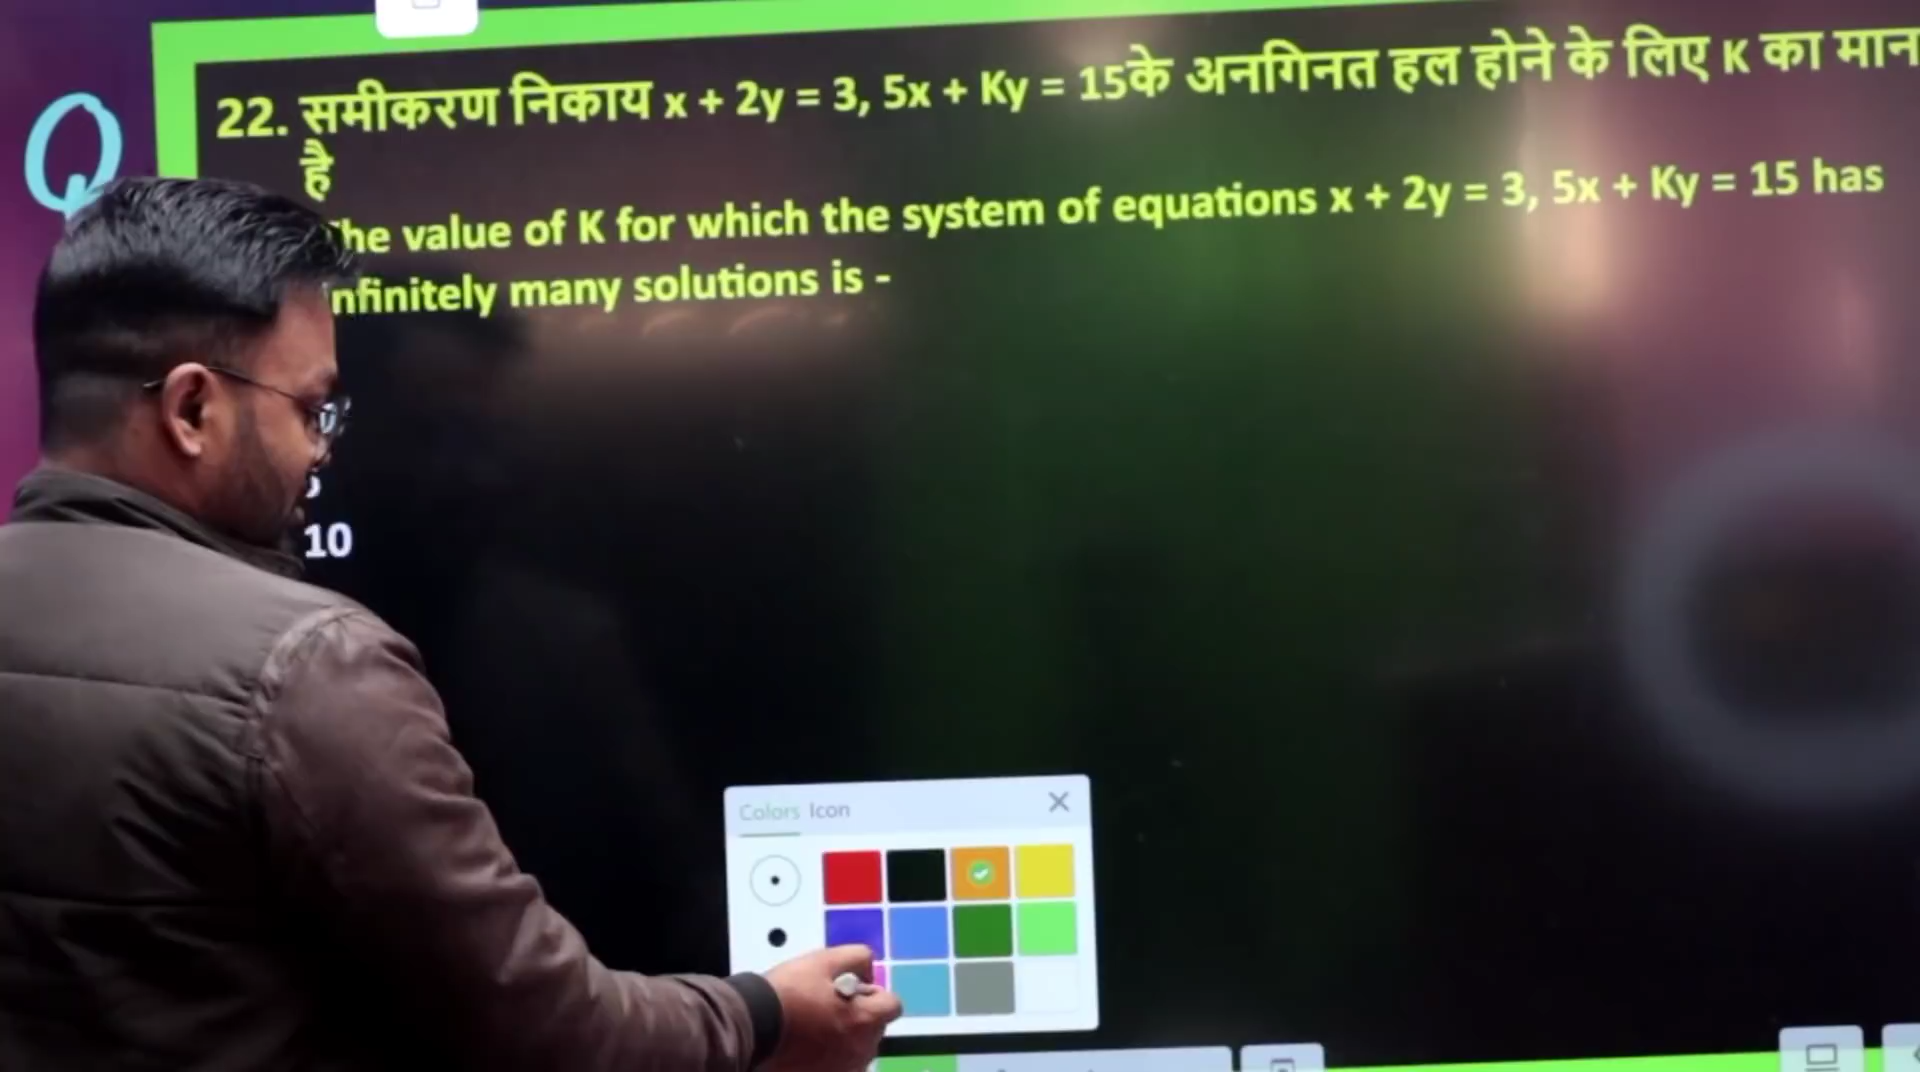 Q
22. समीकरण निकाय x + 2y = 3, 5x + Ky = 15के अनगिनत हल होने के लिए K का मान
है
he value of K for which the system of equations x + 2y = 3, 5x + Ky = 15 has
nfinitely many solutions is -
10
Colors Icon